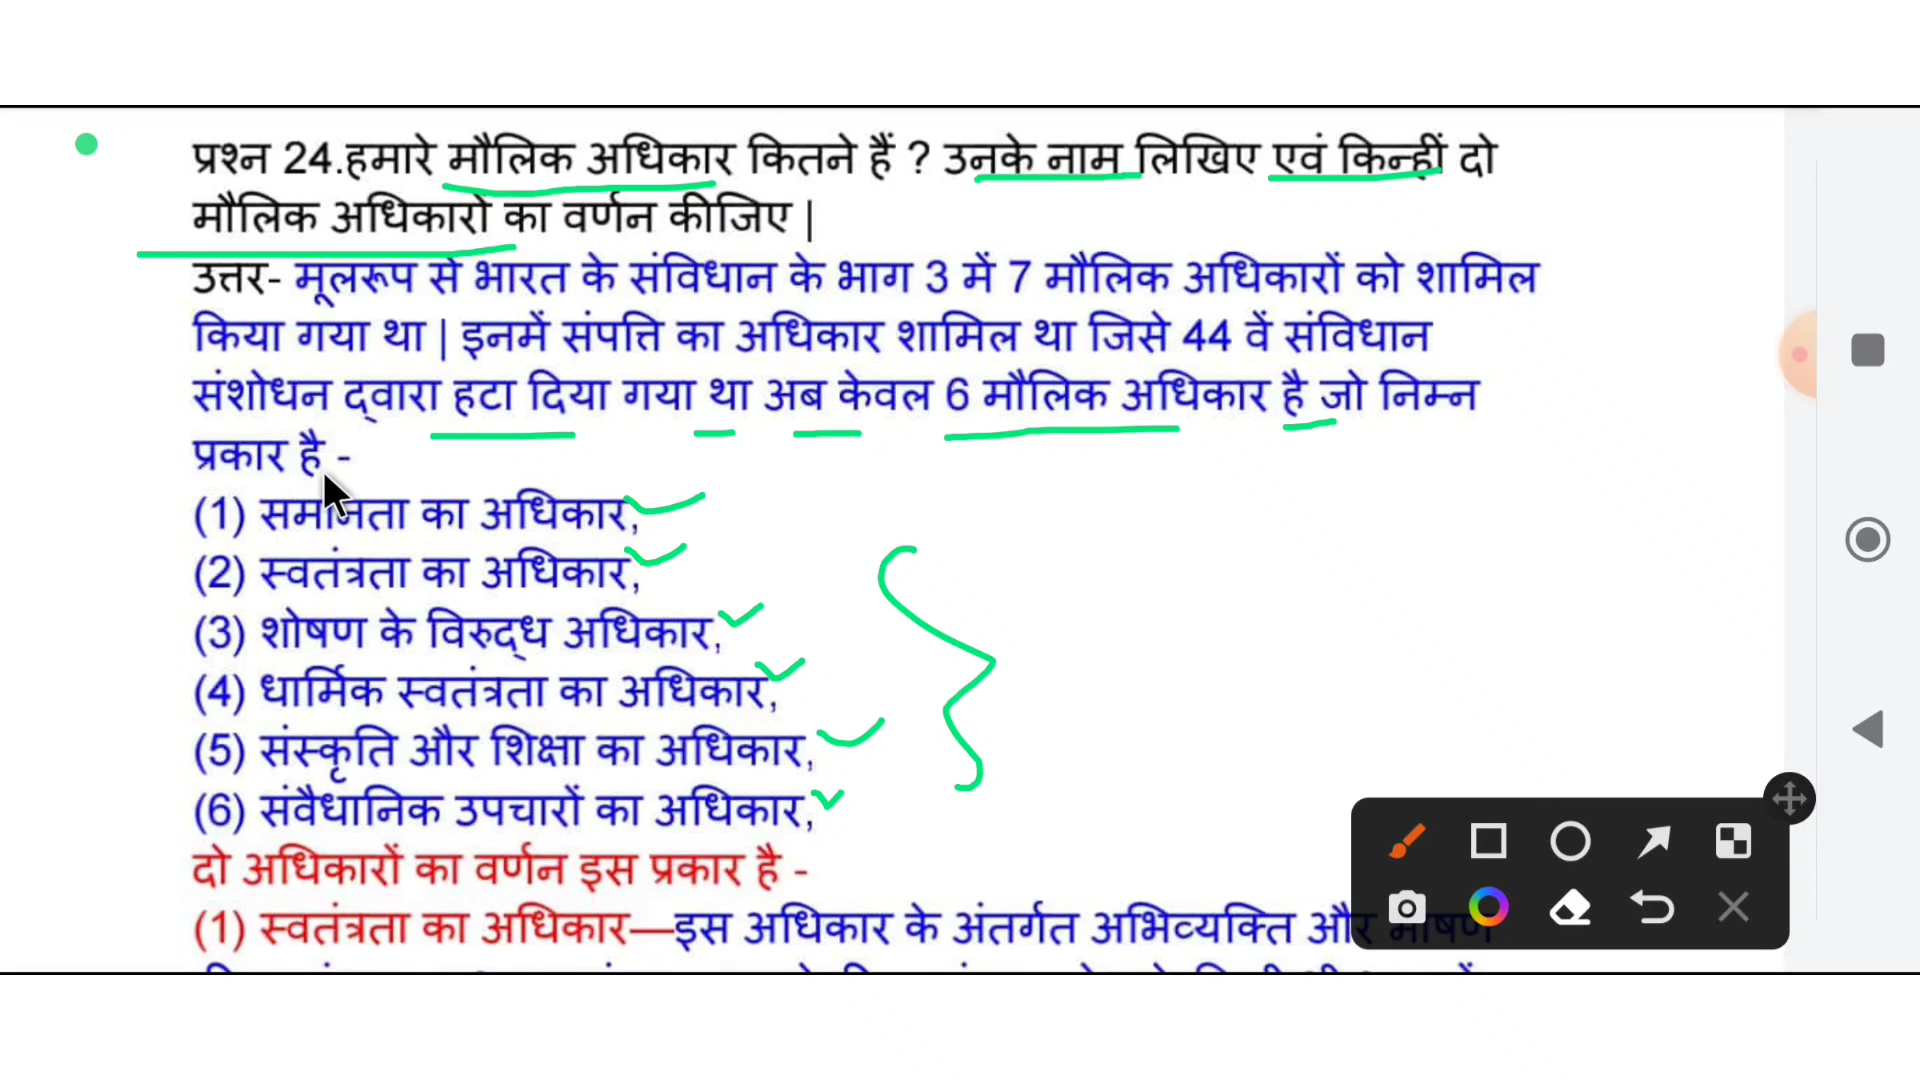 प्रश्न 24.हमारे मौलिक अधिकार कितने हैं ? उनके नाम लिखिए एवं किन्हीं दो
मौलिक अधिकारों का वर्णन कीजिए |
उत्तर- मूलरूप से भारत के संविधान के भाग 3 में 7 मौलिक अधिकारों को शामिल
किया गया था | इनमें संपत्ति का अधिकार शामिल था जिसे 44 वें संविधान
संशोधन द्वारा हटा दिया गया था अब केवल 6 मौलिक अधिकार है जो निम्न
प्रकार है -
(1) समानता का अधिकार,
(2) स्वतंत्रता का अधिकार,
(3) शोषण के विरुद्ध अधिकार,
(4) धार्मिक स्वतंत्रता का अधिकार,
(5) संस्कृति और शिक्षा का अधिकार,
(6) संवैधानिक उपचारों का अधिकार,
दो अधिकारों का वर्णन इस प्रकार है -
(1) स्वतंत्रता का अधिकार—इस अधिकार के अंतर्गत अभिव्यक्ति और भाषण